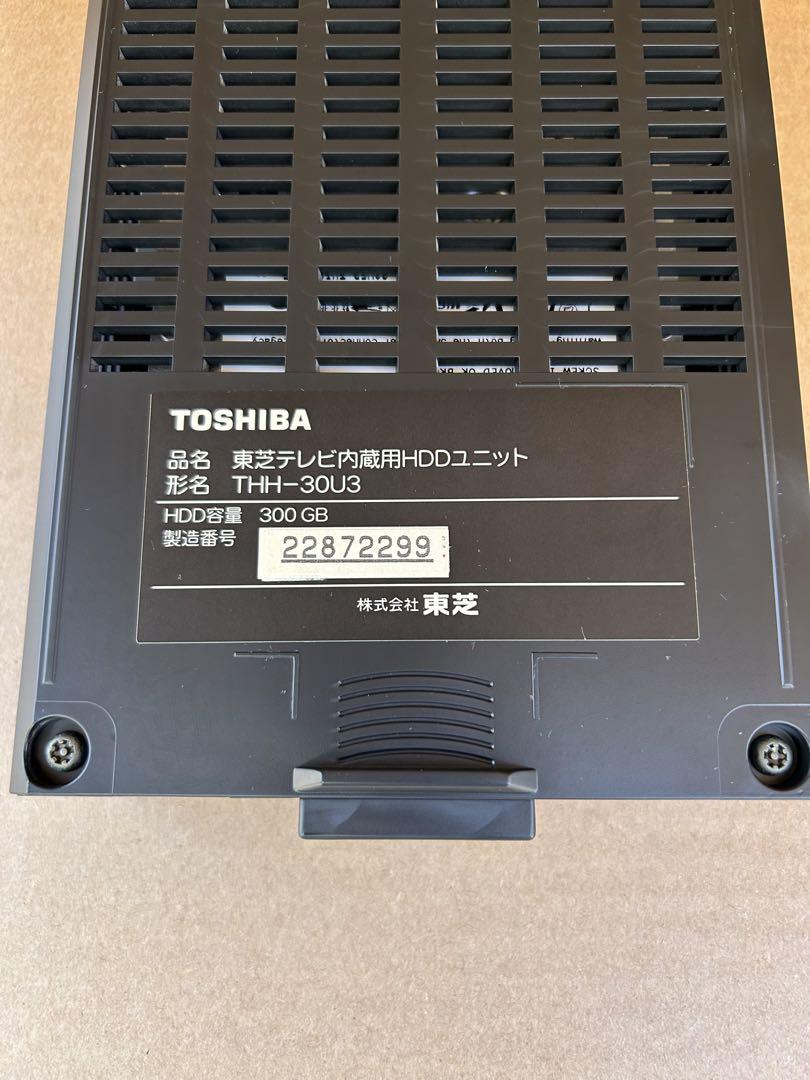 TOSHIBA
品名 東芝テレビ内蔵用HDDユニット
形名 THH-30U3
HDD容量 300 GB
製造番号 22872299
株式会社 東芝